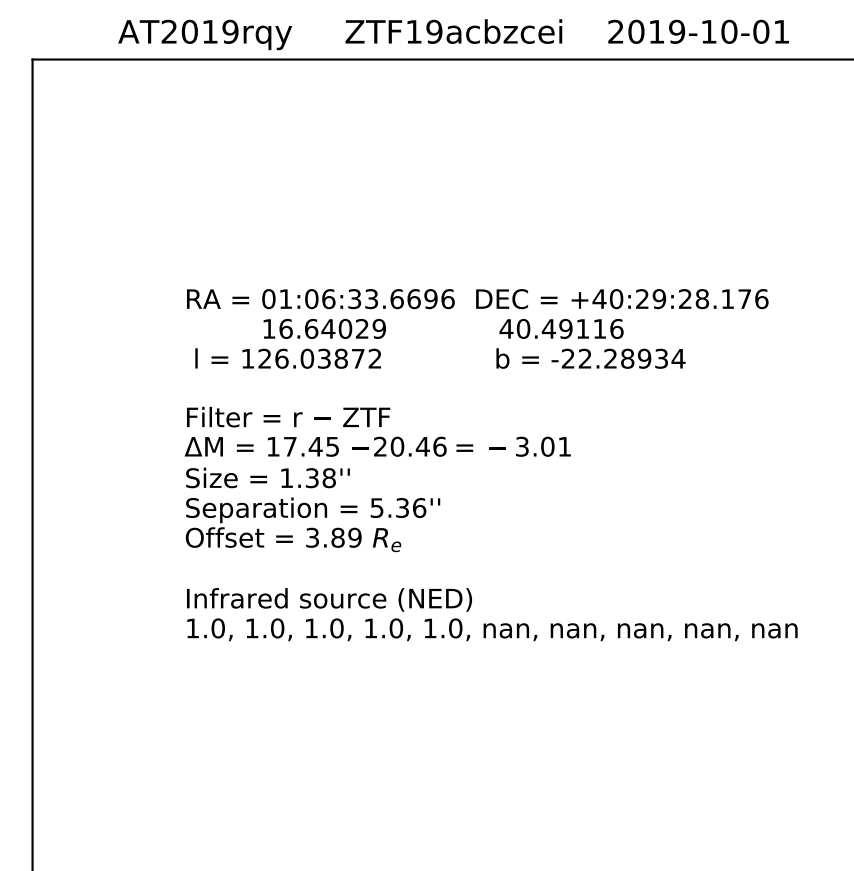 AT2019rqy ZTF19acbzcei 2019-10-01
RA = 01:06:33.6696 DEC = +40:29:28.176
16.64029 40.49116
l = 126.03872 b = -22.28934
Filter = r − ZTF
ΔM = 17.45 −20.46 = − 3.01
Size = 1.38''
Separation = 5.36''
Offset = 3.89 Re
Infrared source (NED)
1.0, 1.0, 1.0, 1.0, 1.0, nan, nan, nan, nan, nan